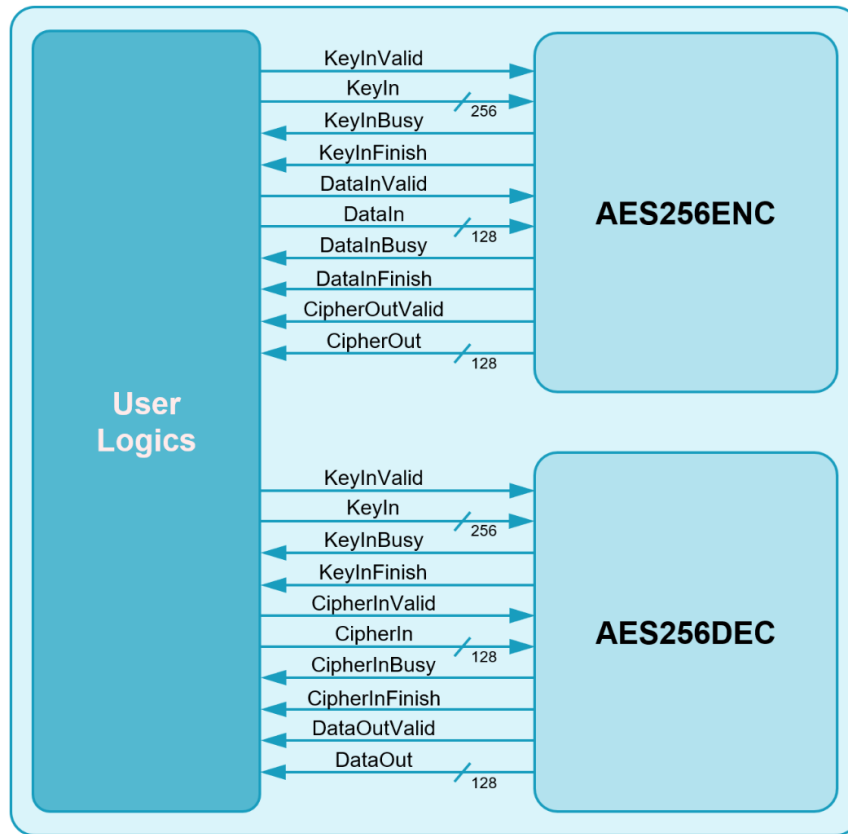 KeyInValid
KeyIn
256
KeyInBusy
KeyInFinish
DataInValid
DataIn
128
DataInBusy
DataInFinish
CipherOutValid
CipherOut
128
AES256ENC
User
Logics
KeyInValid
KeyIn
256
KeyInBusy
KeyInFinish
CipherInValid
CipherIn
128
CipherInBusy
CipherInFinish
DataOutValid
DataOut
128
AES256DEC